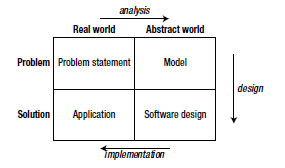 analysis
Real world Abstract world
Problem Problem statement Model
design
Solution Application Software design
implementation